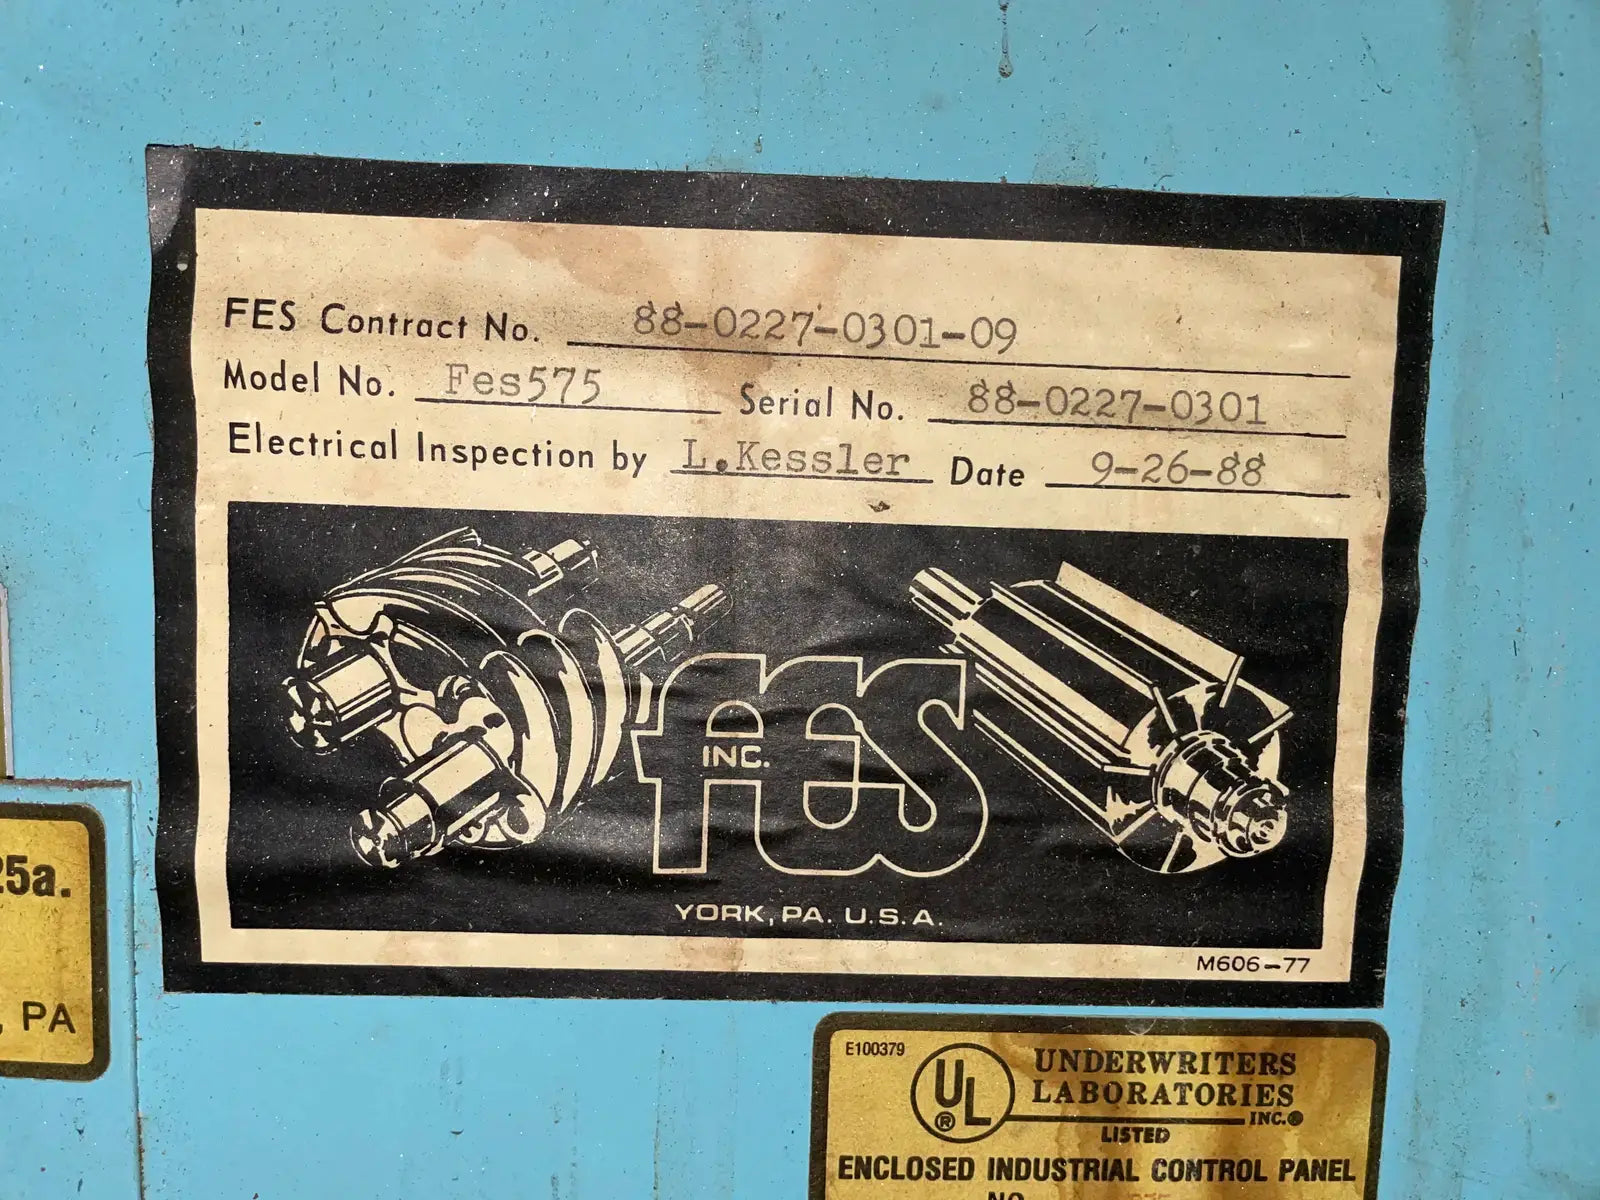 FES Contract No. 88-0227-0301-09
Model No. Fes575 Serial No. 88-0227-0301
Electrical Inspection by L.Kessler Date 9-26-88
FES
INC.
YORK, PA. U.S.A.
M606-77
25a.
, PA
E100379
UL
®
UNDERWRITERS
LABORATORIES
INC.®
LISTED
ENCLOSED INDUSTRIAL CONTROL PANEL
NO.